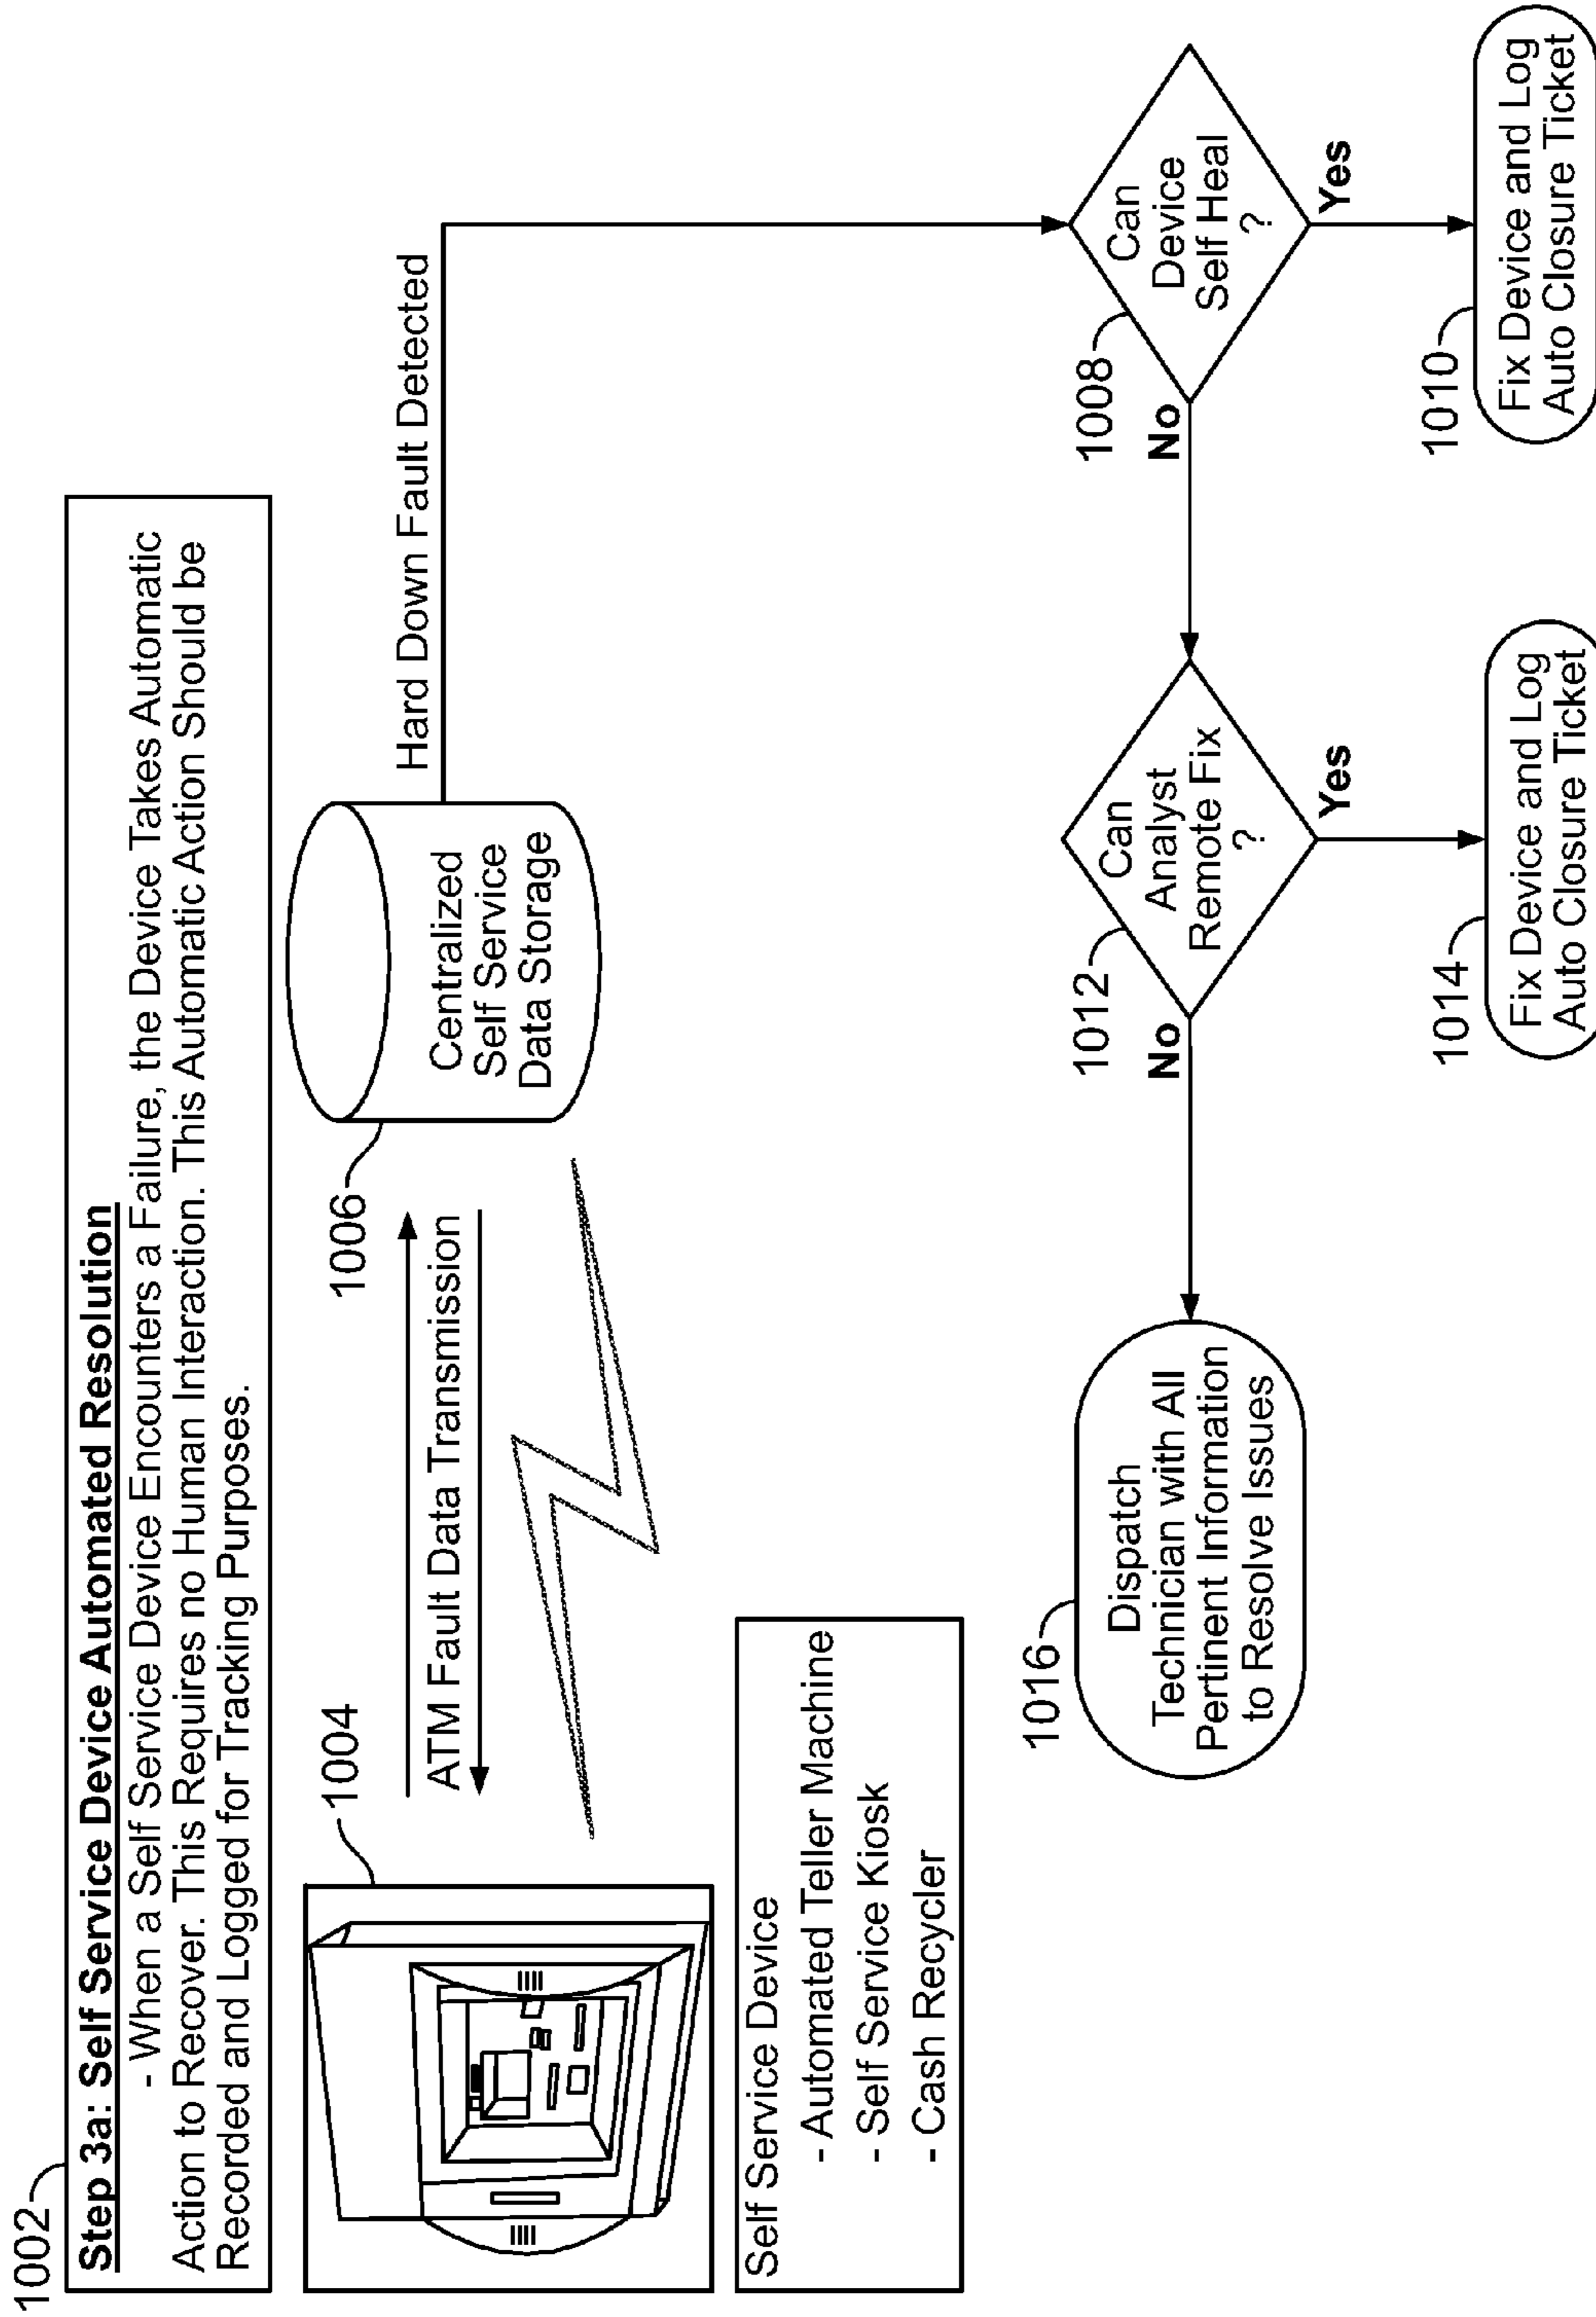 1002
Step 3a: Self Service Device Automated Resolution
- When a Self Service Device Encounters a Failure, the Device Takes Automatic
Action to Recover. This Requires no Human Interaction. This Automatic Action Should be
Recorded and Logged for Tracking Purposes.
1004
ATM Fault Data Transmission
1006
Centralized
Self Service
Data Storage
Hard Down Fault Detected
Self Service Device
- Automated Teller Machine
- Self Service Kiosk
- Cash Recycler
1008
Can
Device
Self Heal
?
No
Yes
1010
Fix Device and Log
Auto Closure Ticket
1012
Can
Analyst
Remote Fix
?
No
Yes
1014
Fix Device and Log
Auto Closure Ticket
1016
Dispatch
Technician with All
Pertinent Information
to Resolve Issues